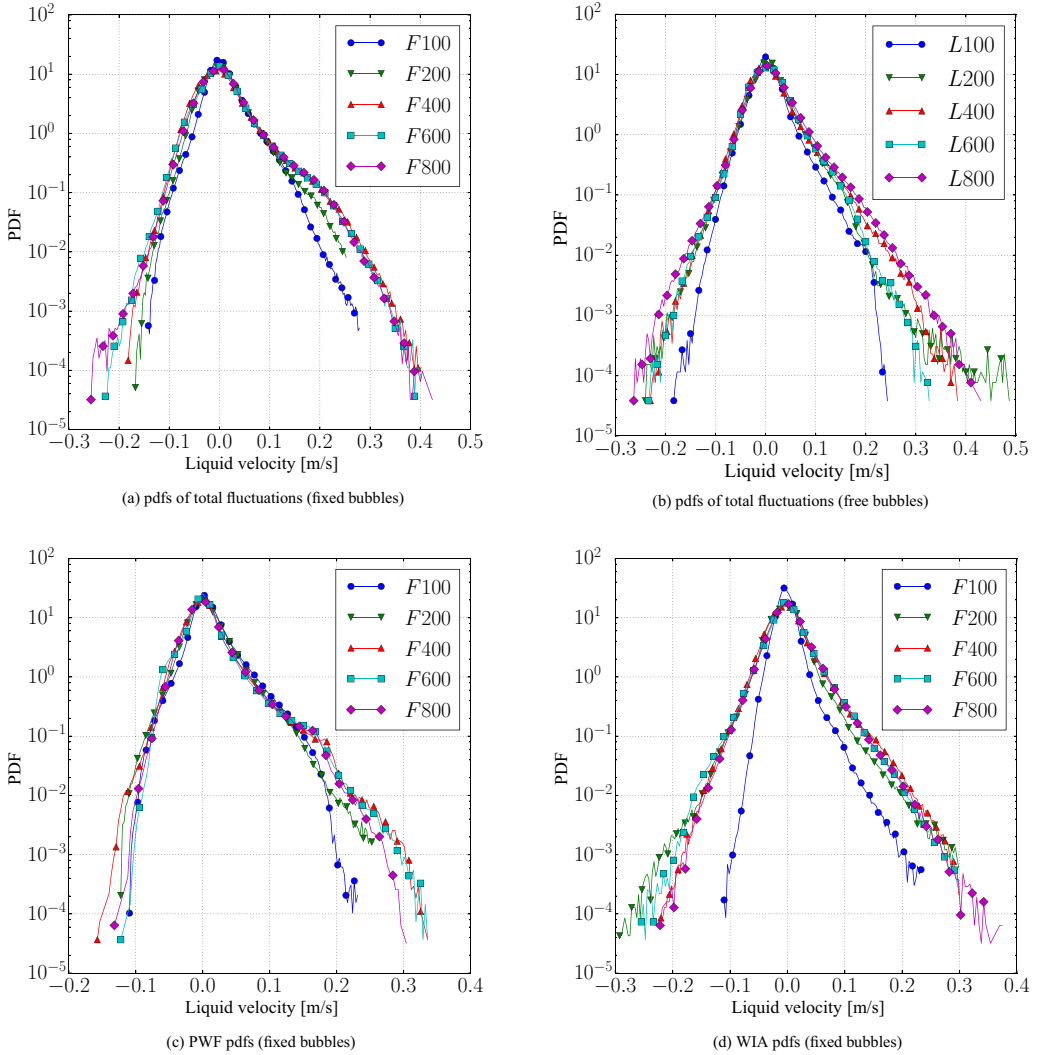 10^2
10^1
10^0
10^-1
10^-2
10^-3
10^-4
10^-5
PDF
F100
F200
F400
F600
F800
−0.3 −0.2 −0.1 0.0 0.1 0.2 0.3 0.4 0.5
Liquid velocity [m/s]
(a) pdfs of total fluctuations (fixed bubbles)
10^2
10^1
10^0
10^-1
10^-2
10^-3
10^-4
10^-5
PDF
L100
L200
L400
L600
L800
−0.3 −0.2 −0.1 0.0 0.1 0.2 0.3 0.4 0.5
Liquid velocity [m/s]
(b) pdfs of total fluctuations (free bubbles)
10^2
10^1
10^0
10^-1
10^-2
10^-3
10^-4
10^-5
PDF
F100
F200
F400
F600
F800
−0.2 −0.1 0.0 0.1 0.2 0.3 0.4
Liquid velocity [m/s]
(c) PWF pdfs (fixed bubbles)
10^2
10^1
10^0
10^-1
10^-2
10^-3
10^-4
10^-5
PDF
F100
F200
F400
F600
F800
−0.3 −0.2 −0.1 0.0 0.1 0.2 0.3 0.4
Liquid velocity [m/s]
(d) WIA pdfs (fixed bubbles)